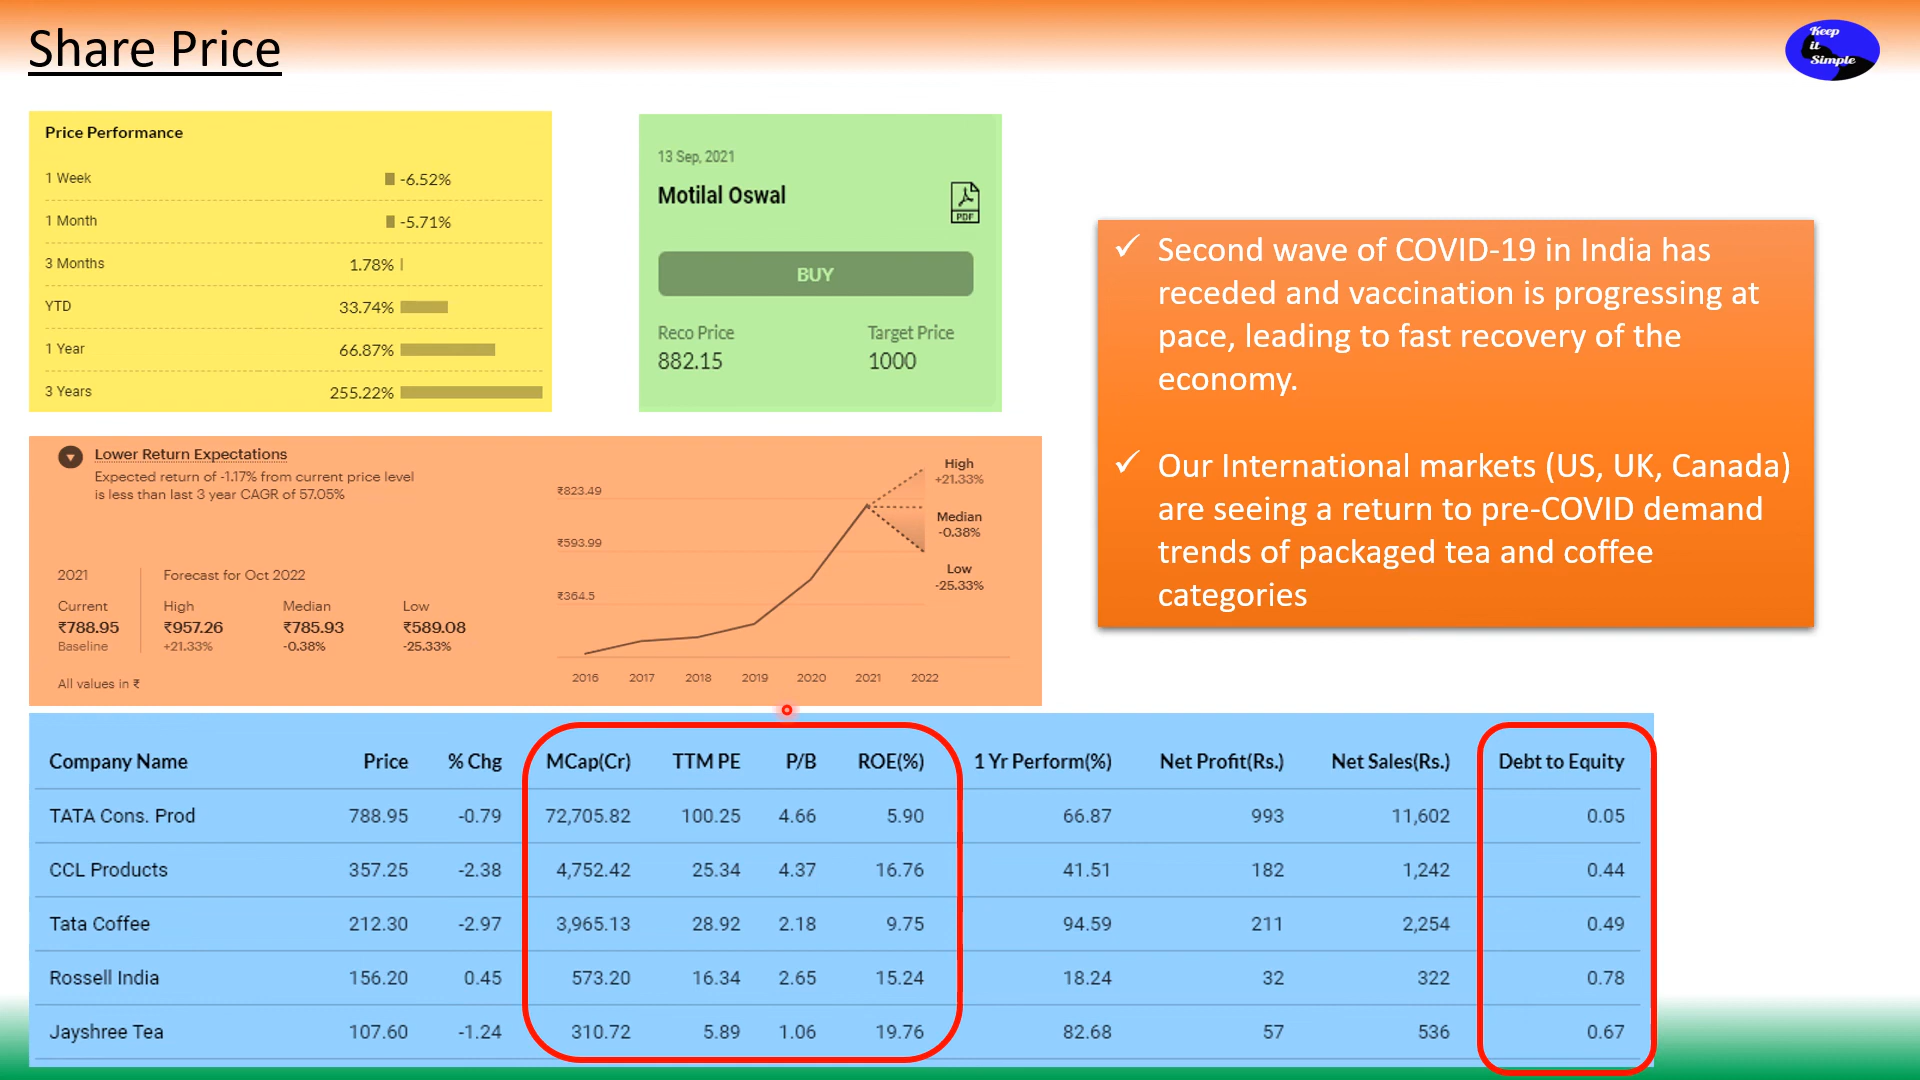 Share Price
Keep
it
Simple
Price Performance
1 Week -6.52%
1 Month -5.71%
3 Months 1.78%
YTD 33.74%
1 Year 66.87%
3 Years 255.22%
13 Sep, 2021
Motilal Oswal
PDF
BUY
Reco Price Target Price
882.15 1000
✓ Second wave of COVID-19 in India has
receded and vaccination is progressing at
pace, leading to fast recovery of the
economy.
✓ Our International markets (US, UK, Canada)
are seeing a return to pre-COVID demand
trends of packaged tea and coffee
categories
Lower Return Expectations
Expected return of -1.17% from current price level
is less than last 3 year CAGR of 57.05%
2021 Forecast for Oct 2022
Current High Median Low
₹788.95 ₹957.26 ₹785.93 ₹589.08
Baseline +21.33% -0.38% -25.33%
All values in ₹
₹823.49
₹593.99
₹364.5
High
+21.33%
Median
-0.38%
Low
-25.33%
2016 2017 2018 2019 2020 2021 2022
Company Name Price % Chg MCap(Cr) TTM PE P/B ROE(%) 1 Yr Perform(%) Net Profit(Rs.) Net Sales(Rs.) Debt to Equity
TATA Cons. Prod 788.95 -0.79 72,705.82 100.25 4.66 5.90 66.87 993 11,602 0.05
CCL Products 357.25 -2.38 4,752.42 25.34 4.37 16.76 41.51 182 1,242 0.44
Tata Coffee 212.30 -2.97 3,965.13 28.92 2.18 9.75 94.59 211 2,254 0.49
Rossell India 156.20 0.45 573.20 16.34 2.65 15.24 18.24 32 322 0.78
Jayshree Tea 107.60 -1.24 310.72 5.89 1.06 19.76 82.68 57 536 0.67